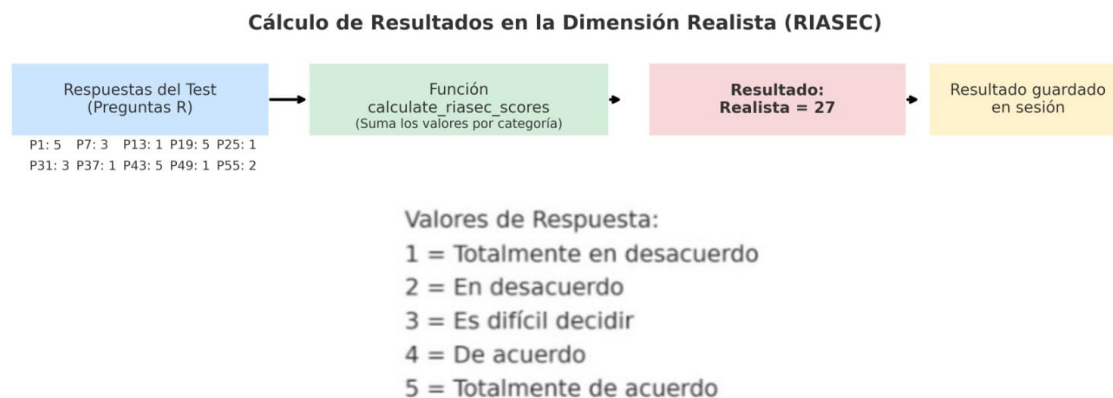 Cálculo de Resultados en la Dimensión Realista (RIASEC)
Respuestas del Test
(Preguntas R)
Función
calculate_riasec_scores
(Suma los valores por categoría)
Resultado:
Realista = 27
Resultado guardado
en sesión
P1: 5 P7: 3 P13: 1 P19: 5 P25: 1
P31: 3 P37: 1 P43: 5 P49: 1 P55: 2
Valores de Respuesta:
1 = Totalmente en desacuerdo
2 = En desacuerdo
3 = Es difícil decidir
4 = De acuerdo
5 = Totalmente de acuerdo